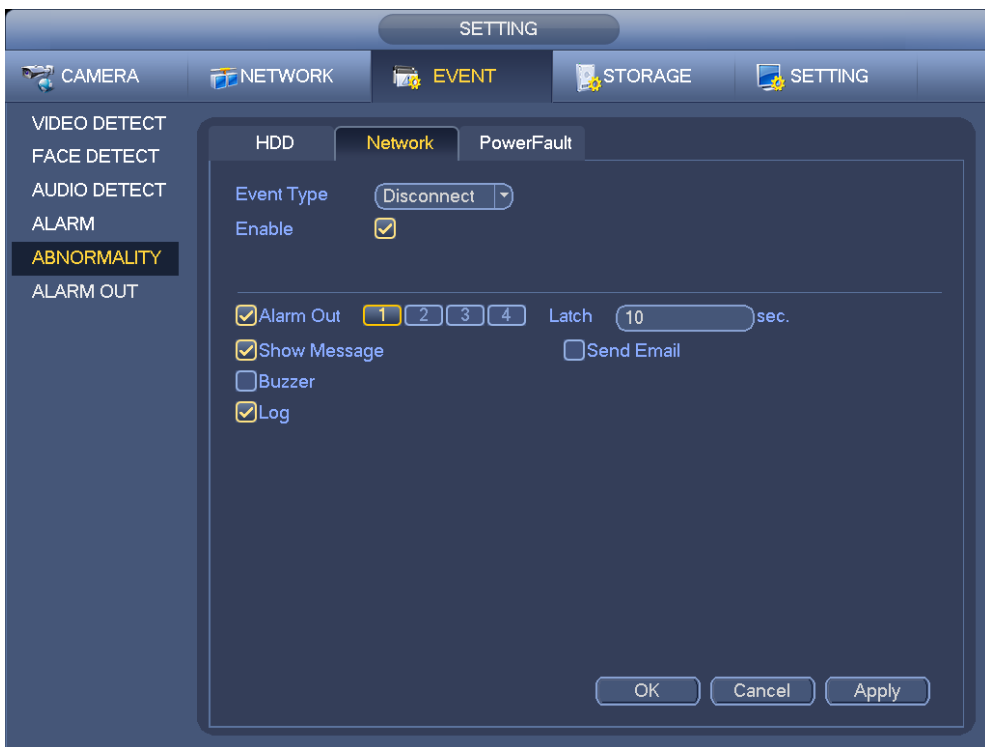 SETTING
CAMERA NETWORK EVENT STORAGE SETTING
VIDEO DETECT
FACE DETECT
AUDIO DETECT
ALARM
ABNORMALITY
ALARM OUT
HDD Network PowerFault
Event Type Disconnect
Enable
Alarm Out 1 2 3 4 Latch 10 sec.
Show Message Send Email
Buzzer
Log
OK Cancel Apply